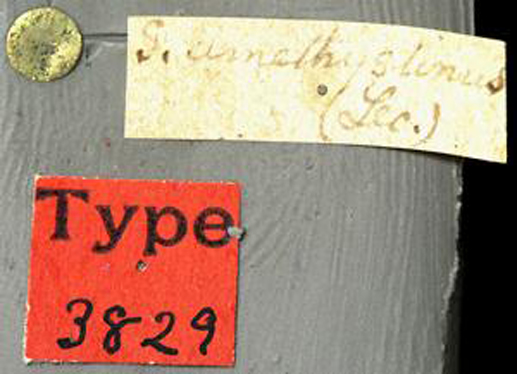 S. amethystinus
(Lec.)
Type
3829